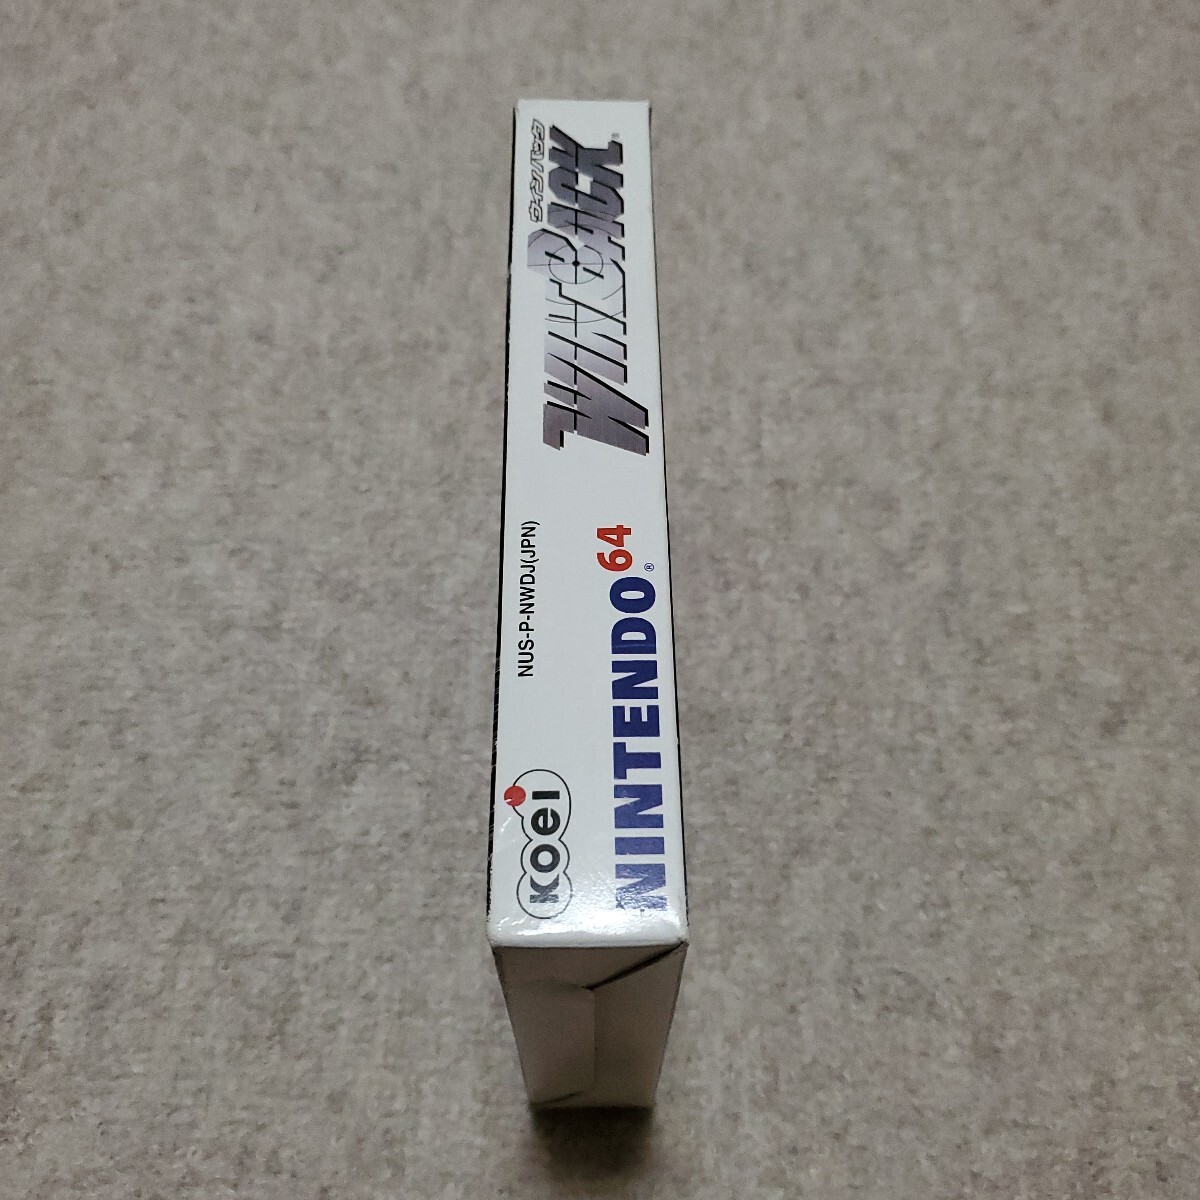 KOEI
NUS-P-NWDJ(JPN)
NINTENDO64®
ウィンバック
WINBACK